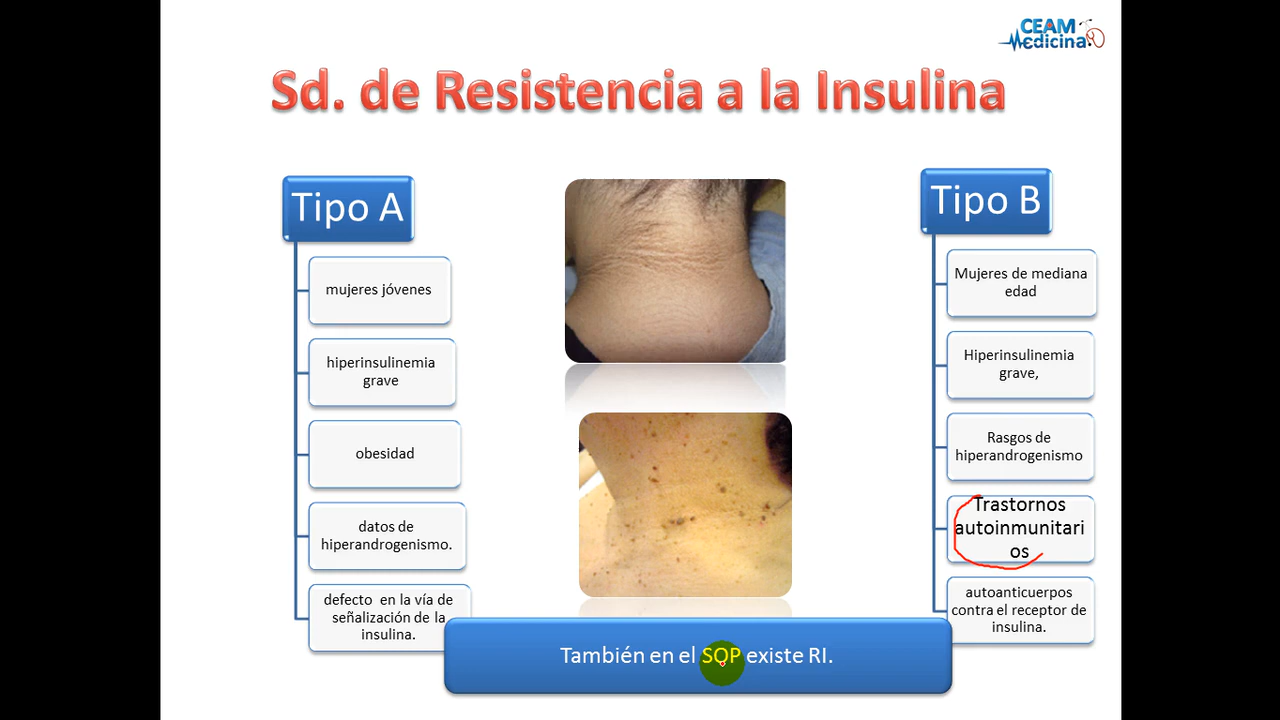 CEAM
Medicina
Sd. de Resistencia a la Insulina
Tipo A
mujeres jóvenes
hiperinsulinemia
grave
obesidad
datos de
hiperandrogenismo.
defecto en la vía de
señalización de la
insulina.
Tipo B
Mujeres de mediana
edad
Hiperinsulinemia
grave,
Rasgos de
hiperandrogenismo
Trastornos
autoinmunitari
os
autoanticuerpos
contra el receptor de
insulina.
También en el SOP existe RI.